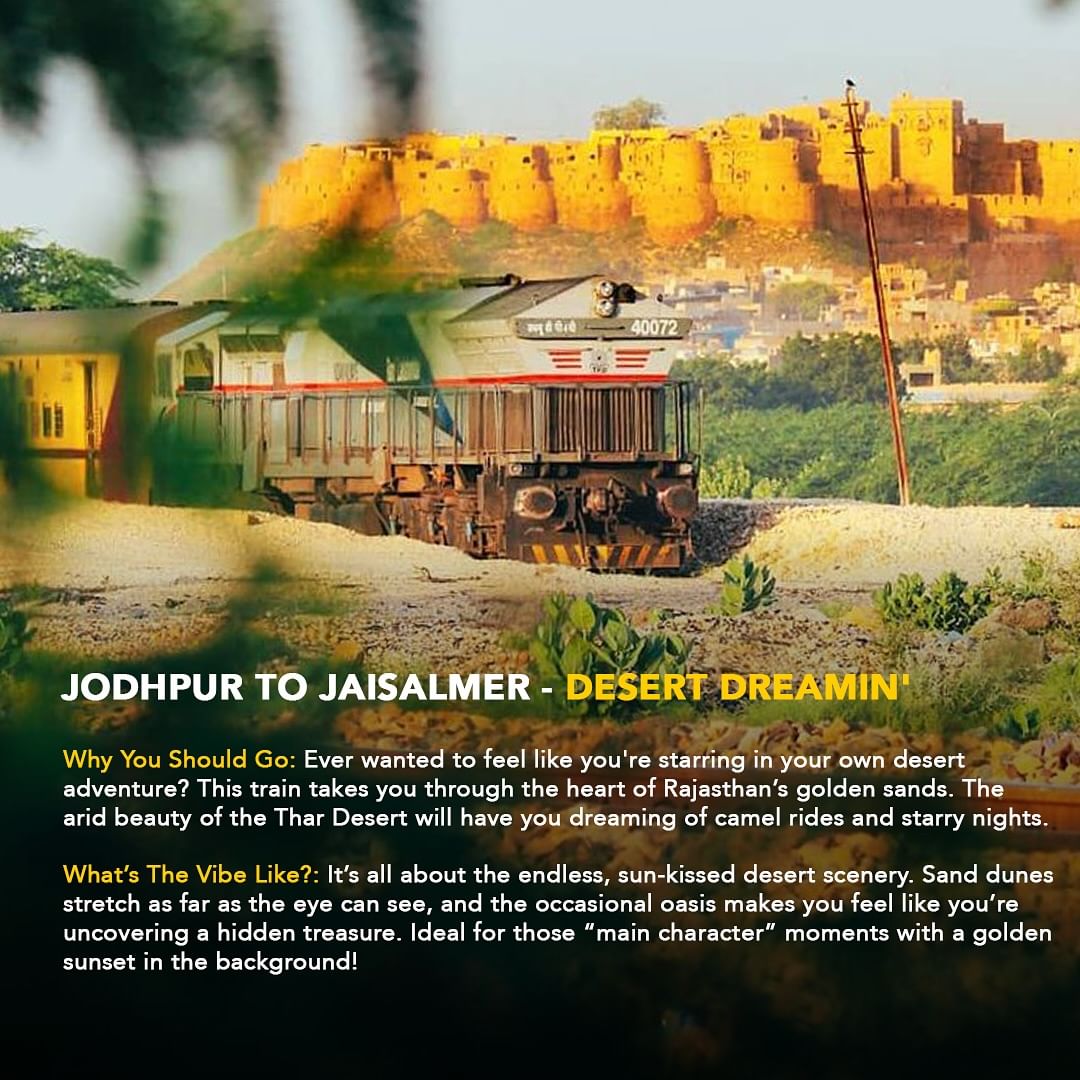 डब्लू डी पी ४ डी 40072
JODHPUR TO JAISALMER - DESERT DREAMIN'
Why You Should Go: Ever wanted to feel like you're starring in your own desert
adventure? This train takes you through the heart of Rajasthan’s golden sands. The
arid beauty of the Thar Desert will have you dreaming of camel rides and starry nights.
What’s The Vibe Like?: It’s all about the endless, sun-kissed desert scenery. Sand dunes
stretch as far as the eye can see, and the occasional oasis makes you feel like you’re
uncovering a hidden treasure. Ideal for those “main character” moments with a golden
sunset in the background!